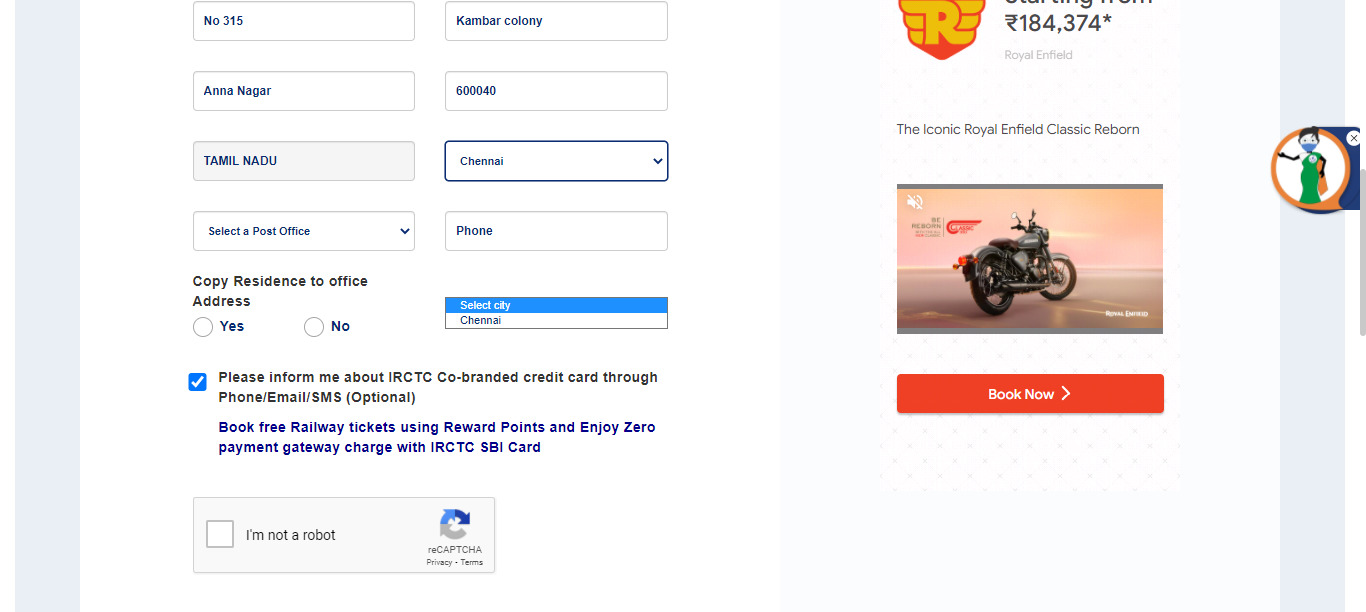 No 315
Kambar colony
Anna Nagar
600040
TAMIL NADU
Chennai
Select a Post Office
Phone
Copy Residence to office
Address
Yes
No
Select city
Chennai
Please inform me about IRCTC Co-branded credit card through
Phone/Email/SMS (Optional)
Book free Railway tickets using Reward Points and Enjoy Zero
payment gateway charge with IRCTC SBI Card
I'm not a robot
reCAPTCHA
Privacy - Terms
R
Starting from
₹184,374*
Royal Enfield
The Iconic Royal Enfield Classic Reborn
BE
REBORN
CLASSIC
ROYAL ENFIELD
Book Now